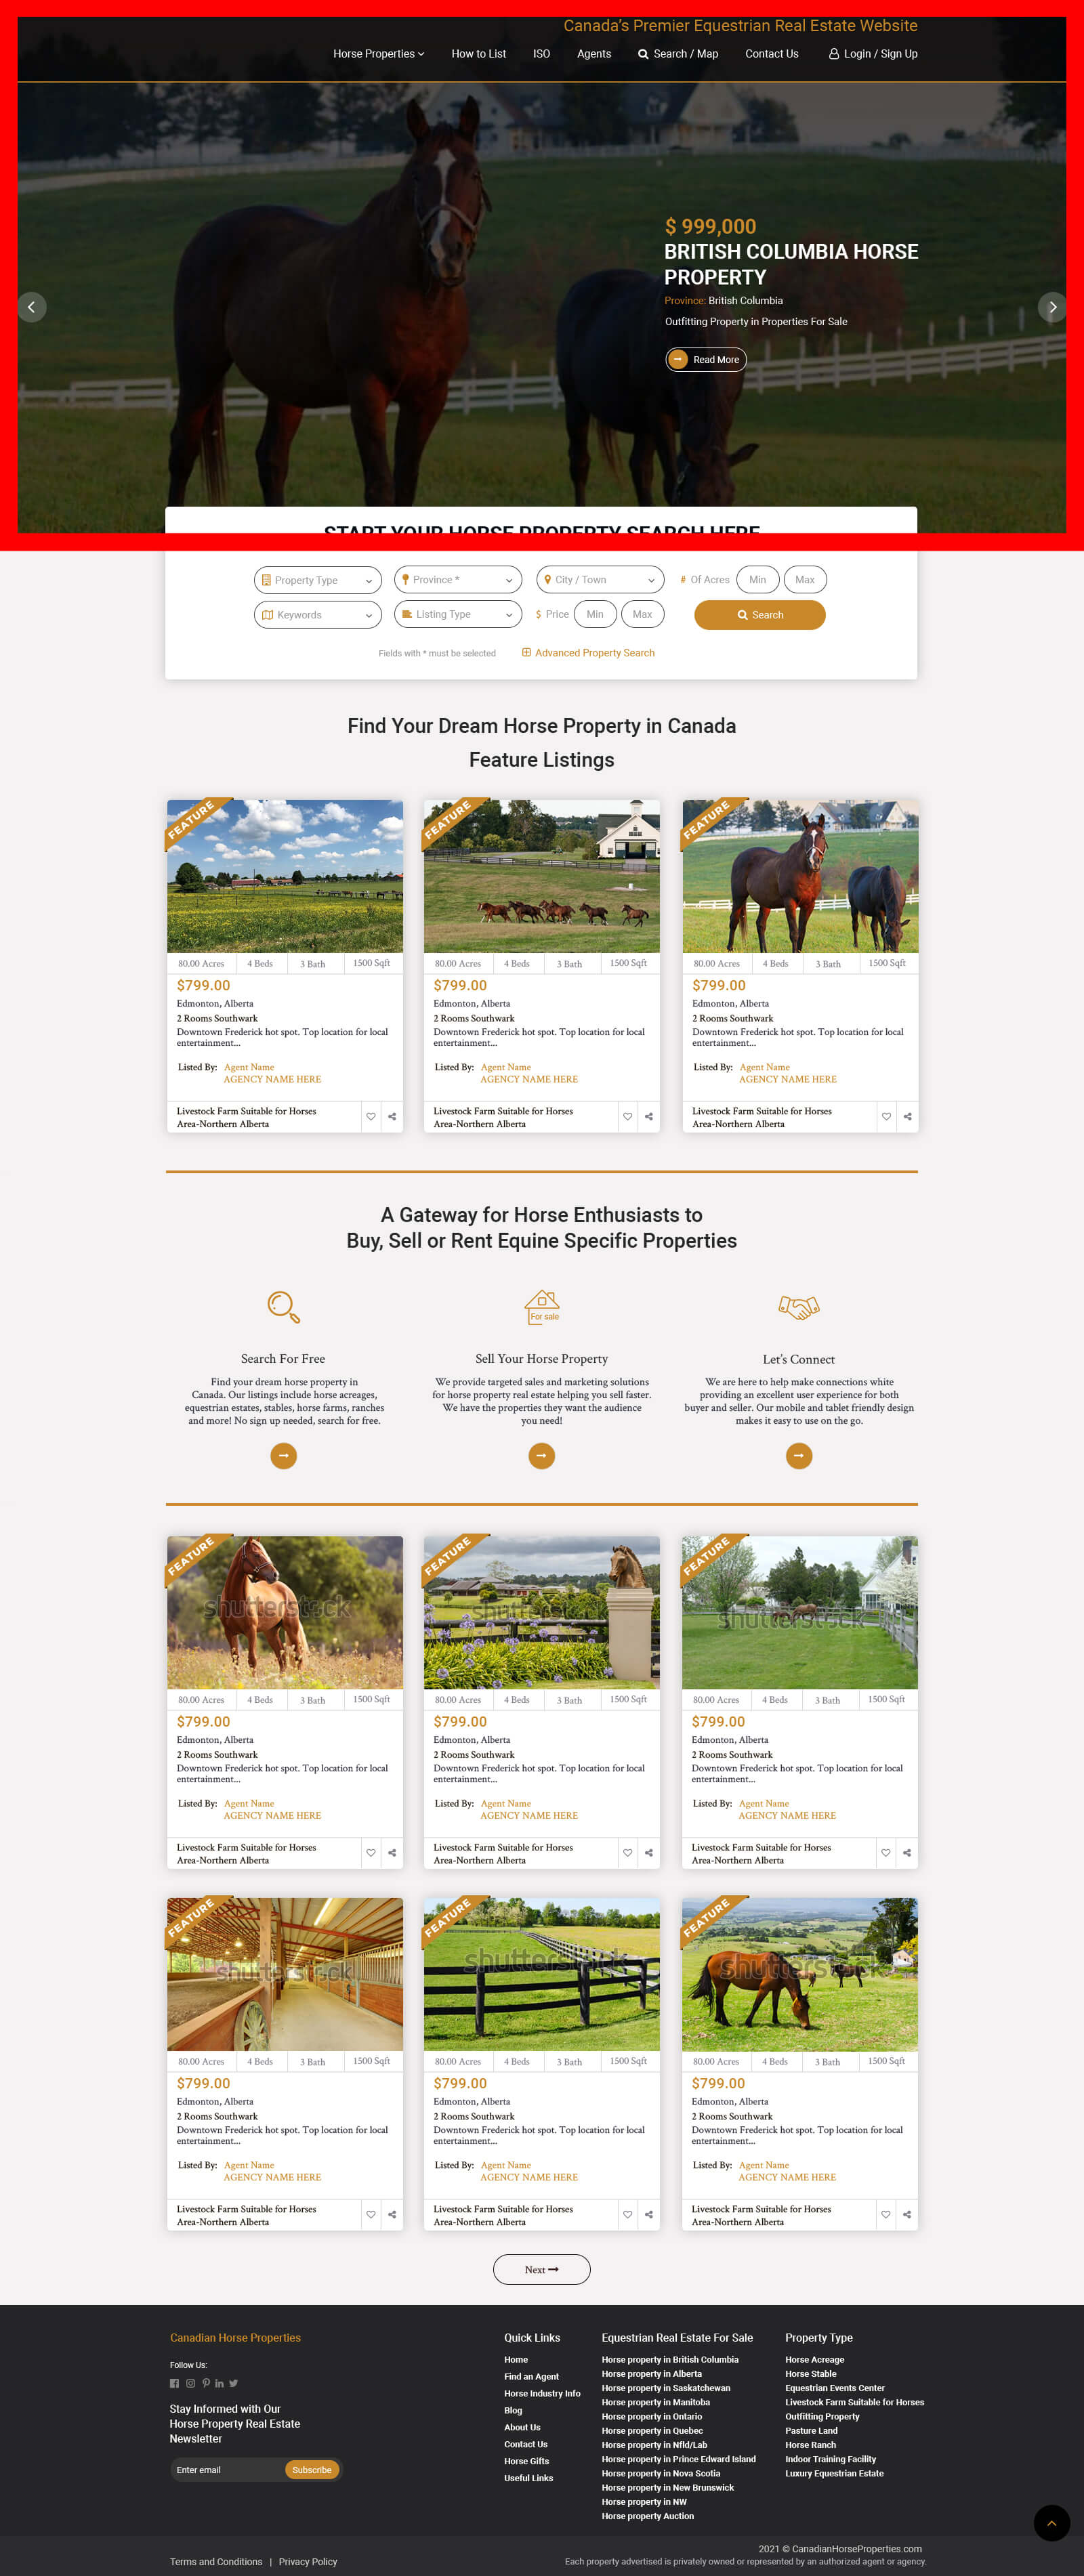 Canada’s Premier Equestrian Real Estate Website
Horse Properties How to List ISO Agents Search / Map Contact Us Login / Sign Up
$ 999,000
BRITISH COLUMBIA HORSE
PROPERTY
Province: British Columbia
Outfitting Property in Properties For Sale
Read More
START YOUR HORSE PROPERTY SEARCH HERE
Property Type Province * City / Town # Of Acres Min Max
Keywords Listing Type $ Price Min Max Search
Fields with * must be selected Advanced Property Search
Find Your Dream Horse Property in Canada
Feature Listings
FEATURE FEATURE FEATURE
80.00 Acres 4 Beds 3 Bath 1500 Sqft 80.00 Acres 4 Beds 3 Bath 1500 Sqft 80.00 Acres 4 Beds 3 Bath 1500 Sqft
$799.00 $799.00 $799.00
Edmonton, Alberta Edmonton, Alberta Edmonton, Alberta
2 Rooms Southwark 2 Rooms Southwark 2 Rooms Southwark
Downtown Frederick hot spot. Top location for local Downtown Frederick hot spot. Top location for local Downtown Frederick hot spot. Top location for local
entertainment... entertainment... entertainment...
Listed By: Agent Name Listed By: Agent Name Listed By: Agent Name
AGENCY NAME HERE AGENCY NAME HERE AGENCY NAME HERE
Livestock Farm Suitable for Horses Livestock Farm Suitable for Horses Livestock Farm Suitable for Horses
Area-Northern Alberta Area-Northern Alberta Area-Northern Alberta
A Gateway for Horse Enthusiasts to
Buy, Sell or Rent Equine Specific Properties
For sale
Search For Free Sell Your Horse Property Let’s Connect
Find your dream horse property in We provide targeted sales and marketing solutions We are here to help make connections white
Canada. Our listings include horse acreages, for horse property real estate helping you sell faster. providing an excellent user experience for both
equestrian estates, stables, horse farms, ranches We have the properties they want the audience buyer and seller. Our mobile and tablet friendly design
and more! No sign up needed, search for free. you need! makes it easy to use on the go.
FEATURE FEATURE FEATURE
shutterstock shutterstock shutterstock
80.00 Acres 4 Beds 3 Bath 1500 Sqft 80.00 Acres 4 Beds 3 Bath 1500 Sqft 80.00 Acres 4 Beds 3 Bath 1500 Sqft
$799.00 $799.00 $799.00
Edmonton, Alberta Edmonton, Alberta Edmonton, Alberta
2 Rooms Southwark 2 Rooms Southwark 2 Rooms Southwark
Downtown Frederick hot spot. Top location for local Downtown Frederick hot spot. Top location for local Downtown Frederick hot spot. Top location for local
entertainment... entertainment... entertainment...
Listed By: Agent Name Listed By: Agent Name Listed By: Agent Name
AGENCY NAME HERE AGENCY NAME HERE AGENCY NAME HERE
Livestock Farm Suitable for Horses Livestock Farm Suitable for Horses Livestock Farm Suitable for Horses
Area-Northern Alberta Area-Northern Alberta Area-Northern Alberta
FEATURE FEATURE FEATURE
shutterstock shutterstock shutterstock
80.00 Acres 4 Beds 3 Bath 1500 Sqft 80.00 Acres 4 Beds 3 Bath 1500 Sqft 80.00 Acres 4 Beds 3 Bath 1500 Sqft
$799.00 $799.00 $799.00
Edmonton, Alberta Edmonton, Alberta Edmonton, Alberta
2 Rooms Southwark 2 Rooms Southwark 2 Rooms Southwark
Downtown Frederick hot spot. Top location for local Downtown Frederick hot spot. Top location for local Downtown Frederick hot spot. Top location for local
entertainment... entertainment... entertainment...
Listed By: Agent Name Listed By: Agent Name Listed By: Agent Name
AGENCY NAME HERE AGENCY NAME HERE AGENCY NAME HERE
Livestock Farm Suitable for Horses Livestock Farm Suitable for Horses Livestock Farm Suitable for Horses
Area-Northern Alberta Area-Northern Alberta Area-Northern Alberta
Next
Canadian Horse Properties
Follow Us:
Stay Informed with Our
Horse Property Real Estate
Newsletter
Enter email Subscribe
Quick Links
Home
Find an Agent
Horse Industry Info
Blog
About Us
Contact Us
Horse Gifts
Useful Links
Equestrian Real Estate For Sale
Horse property in British Columbia
Horse property in Alberta
Horse property in Saskatchewan
Horse property in Manitoba
Horse property in Ontario
Horse property in Quebec
Horse property in Nfld/Lab
Horse property in Prince Edward Island
Horse property in Nova Scotia
Horse property in New Brunswick
Horse property in NW
Horse property Auction
Property Type
Horse Acreage
Horse Stable
Equestrian Events Center
Livestock Farm Suitable for Horses
Outfitting Property
Pasture Land
Horse Ranch
Indoor Training Facility
Luxury Equestrian Estate
2021 © CanadianHorseProperties.com
Terms and Conditions | Privacy Policy Each property advertised is privately owned or represented by an authorized agent or agency.